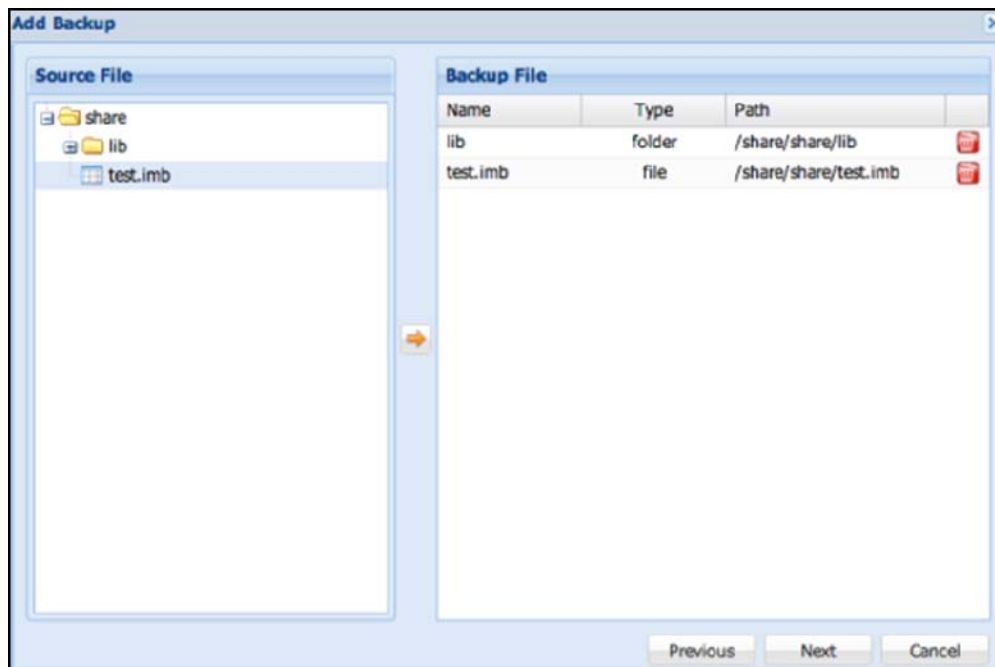 Add Backup
Source File
share
lib
test.imb
Backup File
Name Type Path
lib folder /share/share/lib
test.imb file /share/share/test.imb
Previous Next Cancel